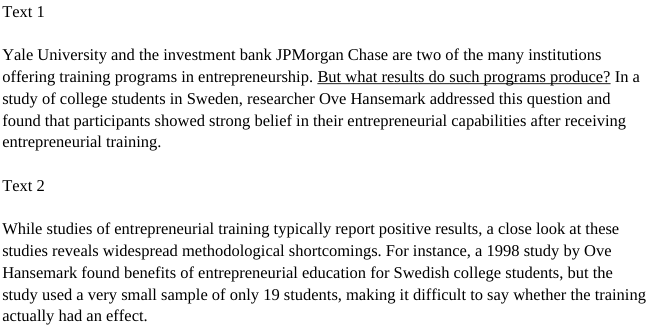 Text 1
Yale University and the investment bank JPMorgan Chase are two of the many institutions
offering training programs in entrepreneurship. But what results do such programs produce? In a
study of college students in Sweden, researcher Ove Hansemark addressed this question and
found that participants showed strong belief in their entrepreneurial capabilities after receiving
entrepreneurial training.
Text 2
While studies of entrepreneurial training typically report positive results, a close look at these
studies reveals widespread methodological shortcomings. For instance, a 1998 study by Ove
Hansemark found benefits of entrepreneurial education for Swedish college students, but the
study used a very small sample of only 19 students, making it difficult to say whether the training
actually had an effect.